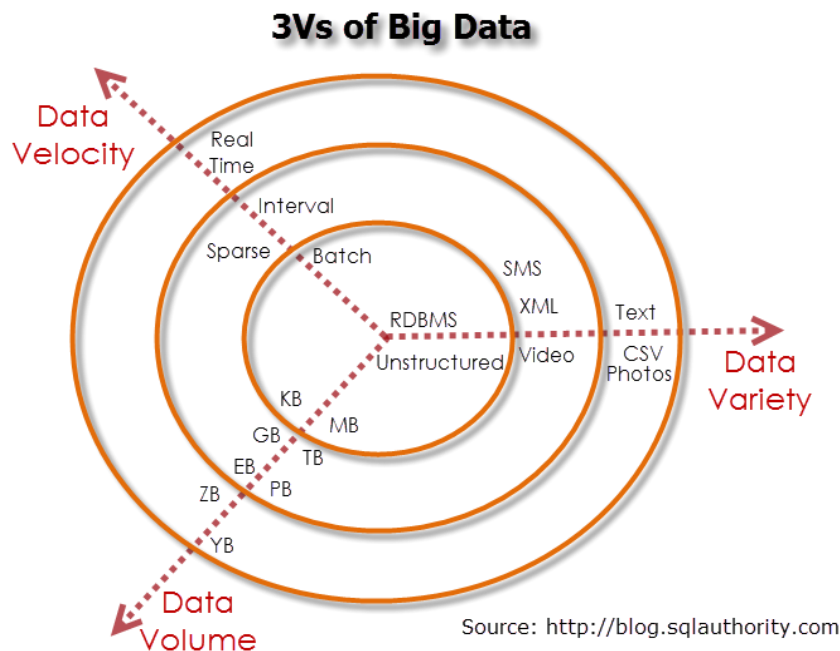 3Vs of Big Data
Data
Velocity
Real
Time
Interval
Sparse
Batch
SMS
XML
Text
RDBMS
Unstructured
Video
CSV
Photos
Data
Variety
KB
MB
GB
TB
EB
PB
ZB
YB
Data
Volume
Source: http://blog.sqlauthority.com